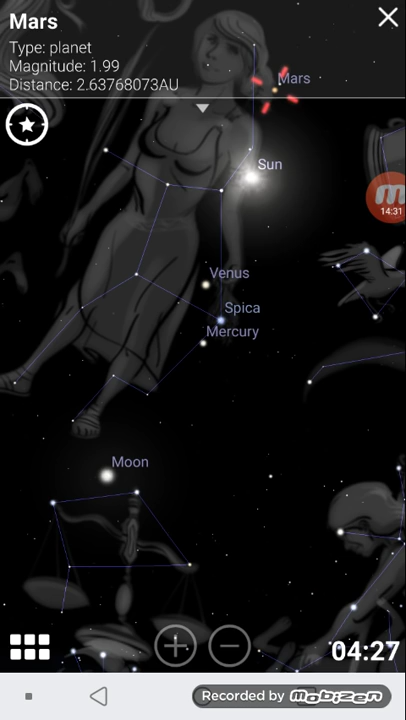 Mars
Type: planet
Magnitude: 1.99
Distance: 2.63768073AU
Mars
Sun
14:31
Venus
Spica
Mercury
Moon
04:27
Recorded by Mobizen